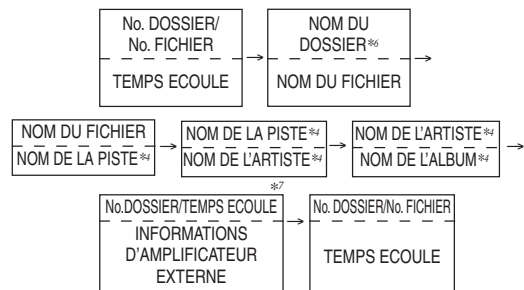 No. DOSSIER/
No. FICHIER
TEMPS ECOULE
NOM DU
DOSSIER*6
NOM DU FICHIER
NOM DU FICHIER
NOM DE LA PISTE*4
NOM DE LA PISTE*4
NOM DE L'ARTISTE*4
NOM DE L'ARTISTE*4
NOM DE L'ALBUM*4
*7
No.DOSSIER/TEMPS ECOULE
INFORMATIONS
D'AMPLIFICATEUR
EXTERNE
No. DOSSIER/No. FICHIER
TEMPS ECOULE